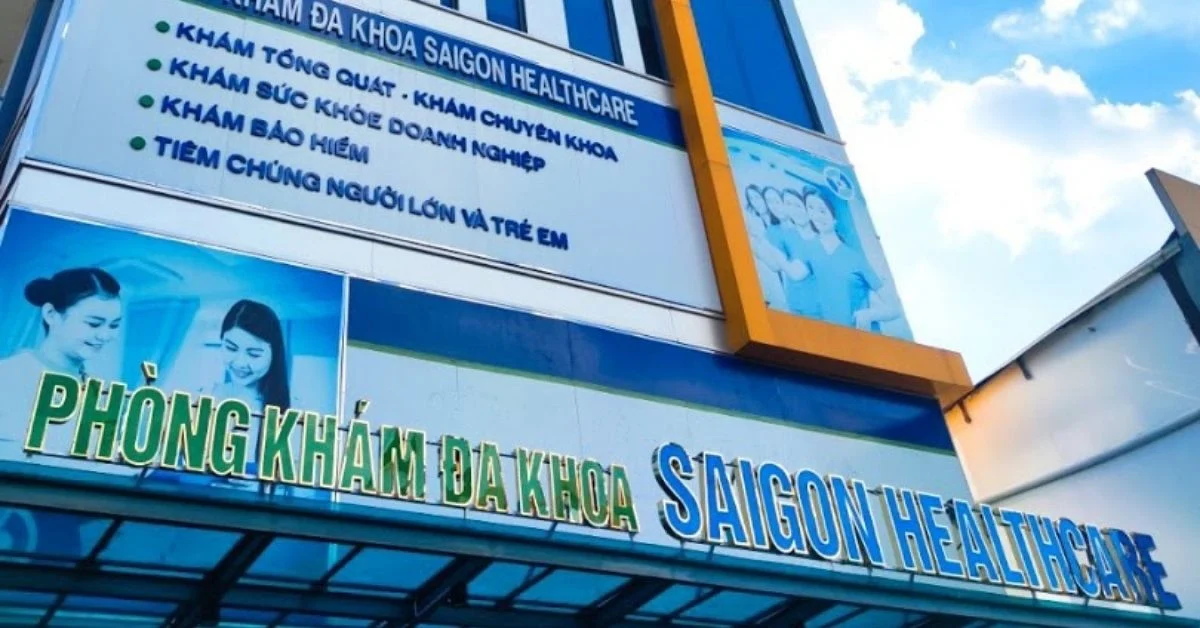 KHÁM ĐA KHOA SAIGON HEALTHCARE
• KHÁM TỔNG QUÁT - KHÁM CHUYÊN KHOA
• KHÁM SỨC KHỎE DOANH NGHIỆP
• KHÁM BẢO HIỂM
• TIÊM CHỦNG NGƯỜI LỚN VÀ TRẺ EM
PHÒNG KHÁM ĐA KHOA SAIGON HEALTHCARE